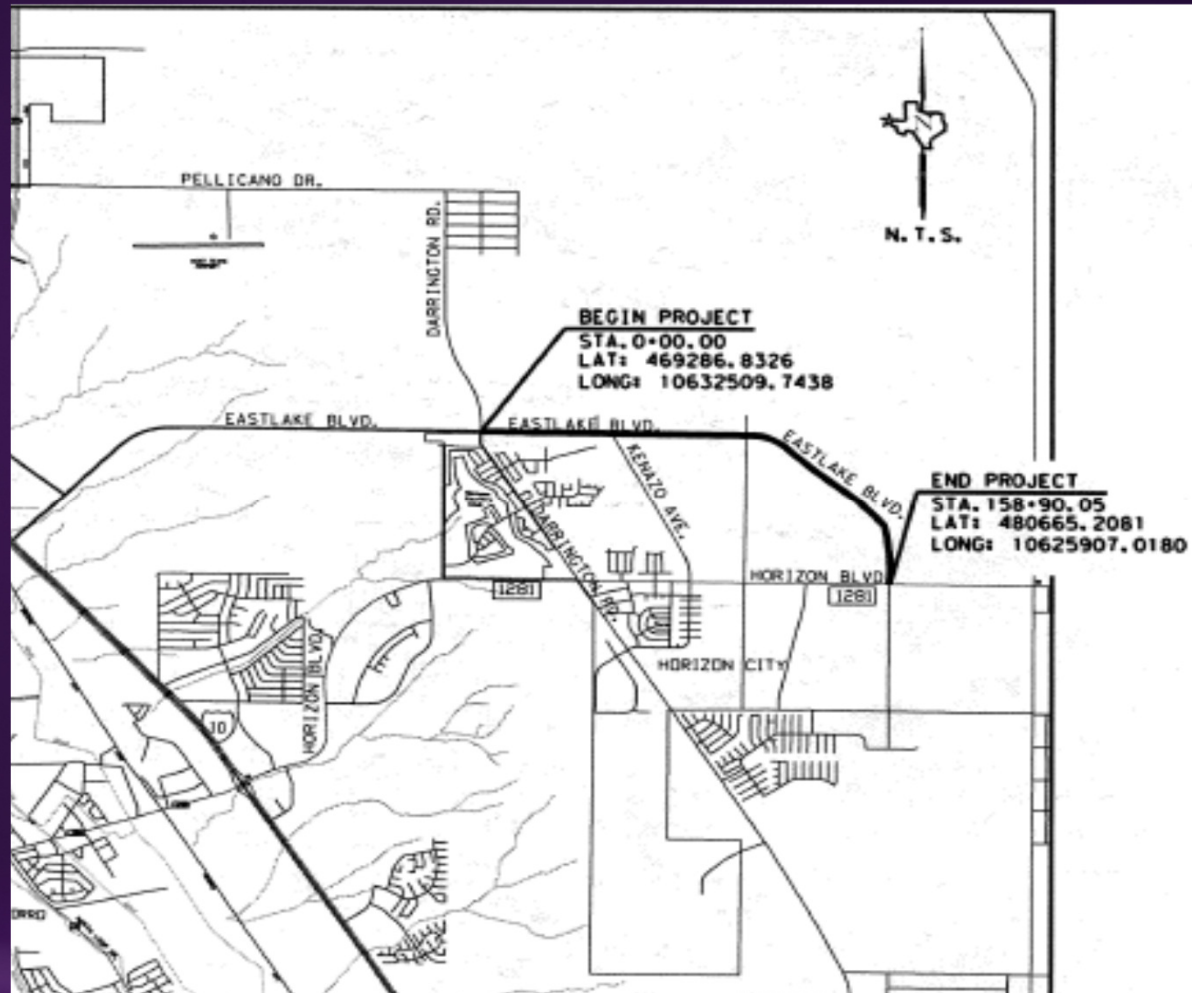 PELLICANO DR.
DARRINGTON RD.
N. T. S.
BEGIN PROJECT
STA. 0+00.00
LAT: 469286.8326
LONG: 10632509.7438
EASTLAKE BLVD.
EASTLAKE BLVD.
EASTLAKE BLVD.
KENAZO AVE.
END PROJECT
STA. 158+90.05
LAT: 480665.2081
LONG: 10625907.0180
DARRINGTON RD.
HORIZON BLVD
1281
1281
HORIZON CITY
HORIZON BLVD.
10